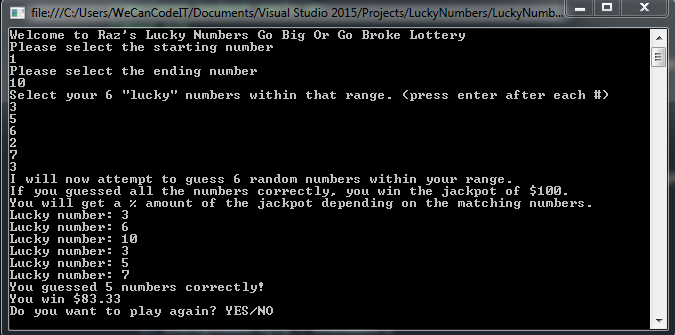 file:///C:/Users/WeCanCodeIT/Documents/Visual Studio 2015/Projects/LuckyNumbers/LuckyNumb...
Welcome to Raz's Lucky Numbers Go Big Or Go Broke Lottery
Please select the starting number
1
Please select the ending number
10
Select your 6 "lucky" numbers within that range. (press enter after each #)
3
5
6
2
7
3
I will now attempt to guess 6 random numbers within your range.
If you guessed all the numbers correctly, you win the jackpot of $100.
You will get a % amount of the jackpot depending on the matching numbers.
Lucky number: 3
Lucky number: 6
Lucky number: 10
Lucky number: 3
Lucky number: 5
Lucky number: 7
You guessed 5 numbers correctly!
You win $83.33
Do you want to play again? YES/NO